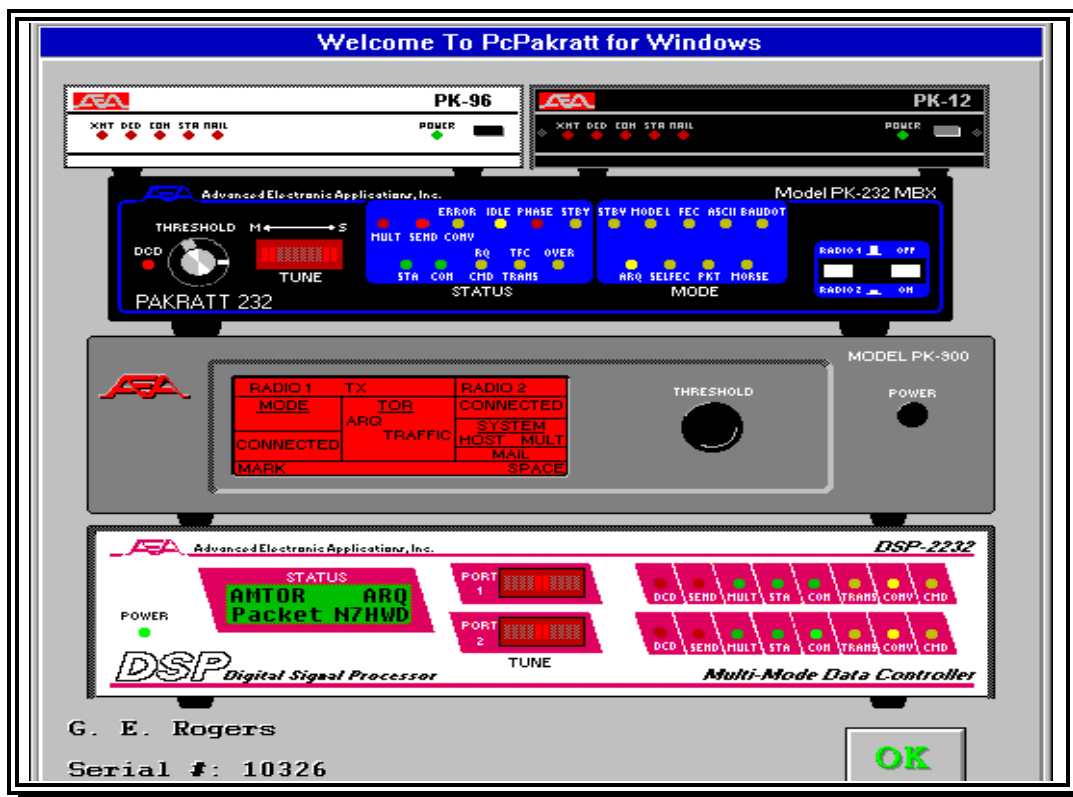 Welcome To PcPakratt for Windows
AEA PK-96
XMT DCD CON STA MAIL POWER
AEA PK-12
XMT DCD CON STA MAIL POWER
AEA Advanced Electronic Applications, Inc. Model PK-232 MBX
THRESHOLD M S
DCD
TUNE
PAKRATT 232
ERROR IDLE PHASE STBY
MULT SEND CONV
RQ TFC OVER
STA CON CMD TRANS
STATUS
STBY MODE L FEC ASCII BAUDOT
ARQ SELFEC PKT MORSE
MODE
RADIO 1 OFF
RADIO 2 ON
AEA MODEL PK-900
RADIO 1 TX RADIO 2
MODE TOR CONNECTED
ARQ SYSTEM
CONNECTED TRAFFIC HOST MULT
MAIL
MARK SPACE
THRESHOLD
POWER
AEA Advanced Electronic Applications, Inc. DSP-2232
STATUS
AMTOR ARQ
Packet N7HWD
POWER
PORT 1
PORT 2
TUNE
DCD SEND MULT STA CON TRANS CONV CMD
DCD SEND MULT STA CON TRANS CONV CMD
DSP Digital Signal Processor Multi-Mode Data Controller
G. E. Rogers
Serial #: 10326
OK